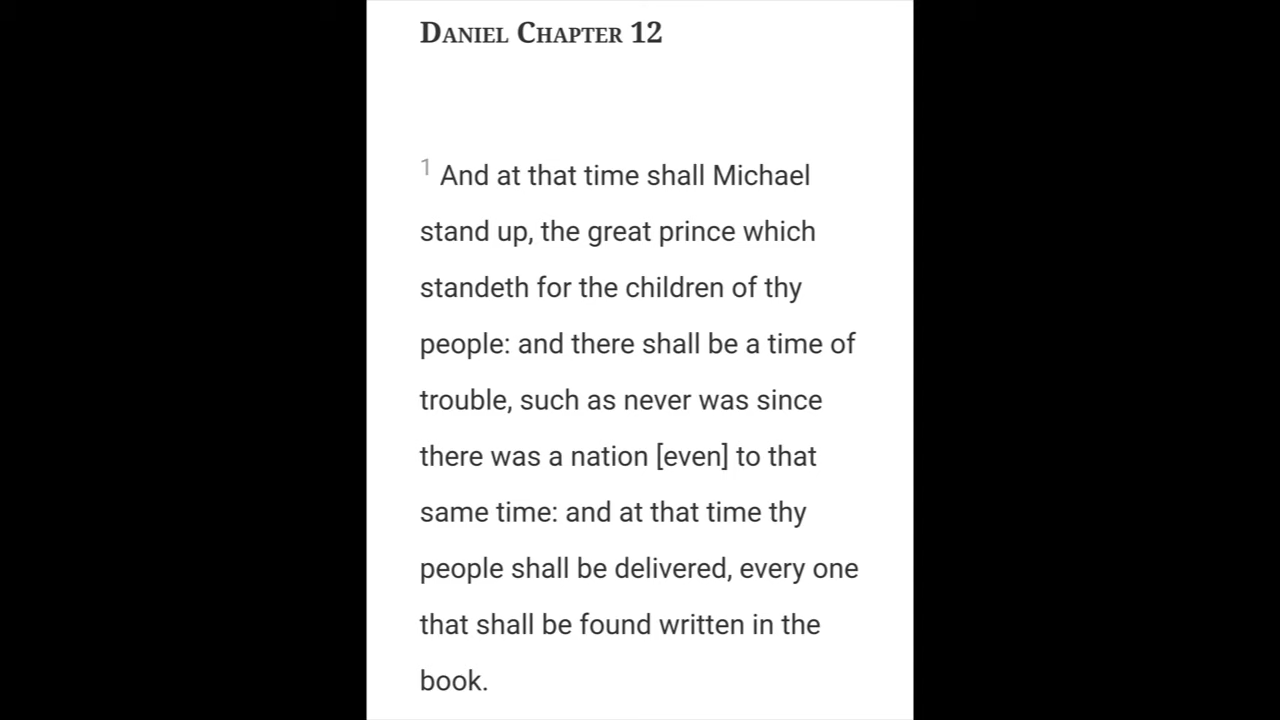 Daniel Chapter 12
1 And at that time shall Michael
stand up, the great prince which
standeth for the children of thy
people: and there shall be a time of
trouble, such as never was since
there was a nation [even] to that
same time: and at that time thy
people shall be delivered, every one
that shall be found written in the
book.